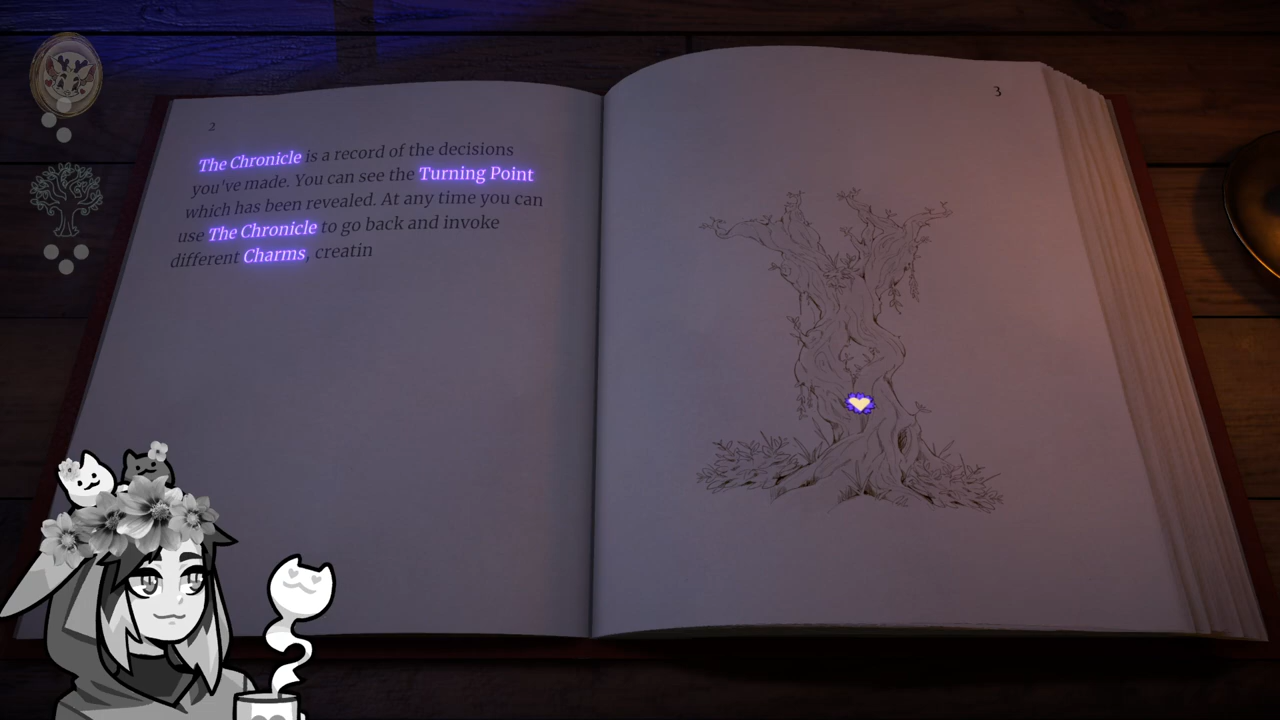 2
3
The Chronicle is a record of the decisions
you've made. You can see the Turning Point
which has been revealed. At any time you can
use The Chronicle to go back and invoke
different Charms, creatin